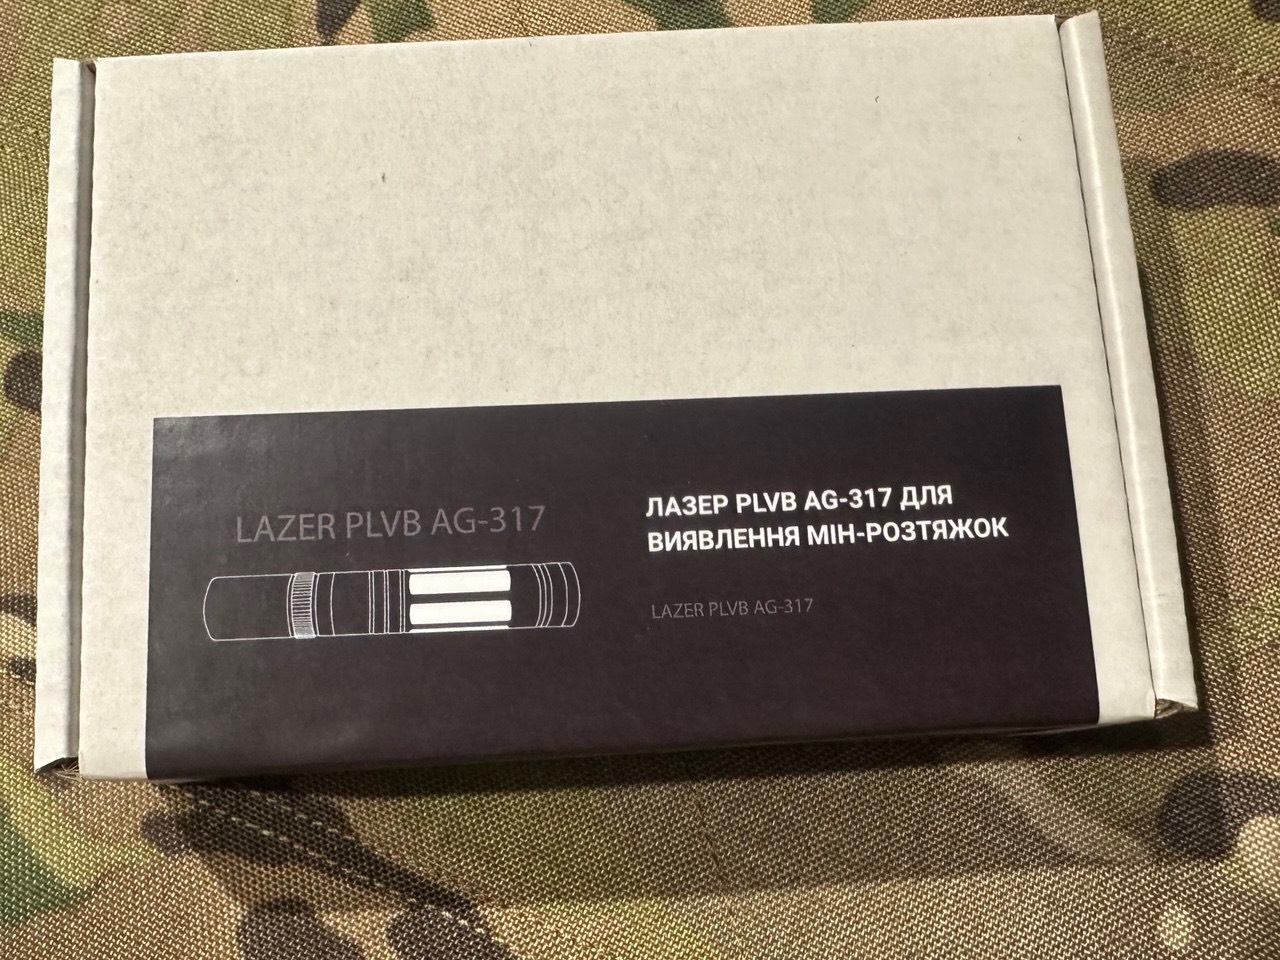 LAZER PLVB AG-317
ЛАЗЕР PLVB AG-317 ДЛЯ
ВИЯВЛЕННЯ МІН-РОЗТЯЖОК
LAZER PLVB AG-317